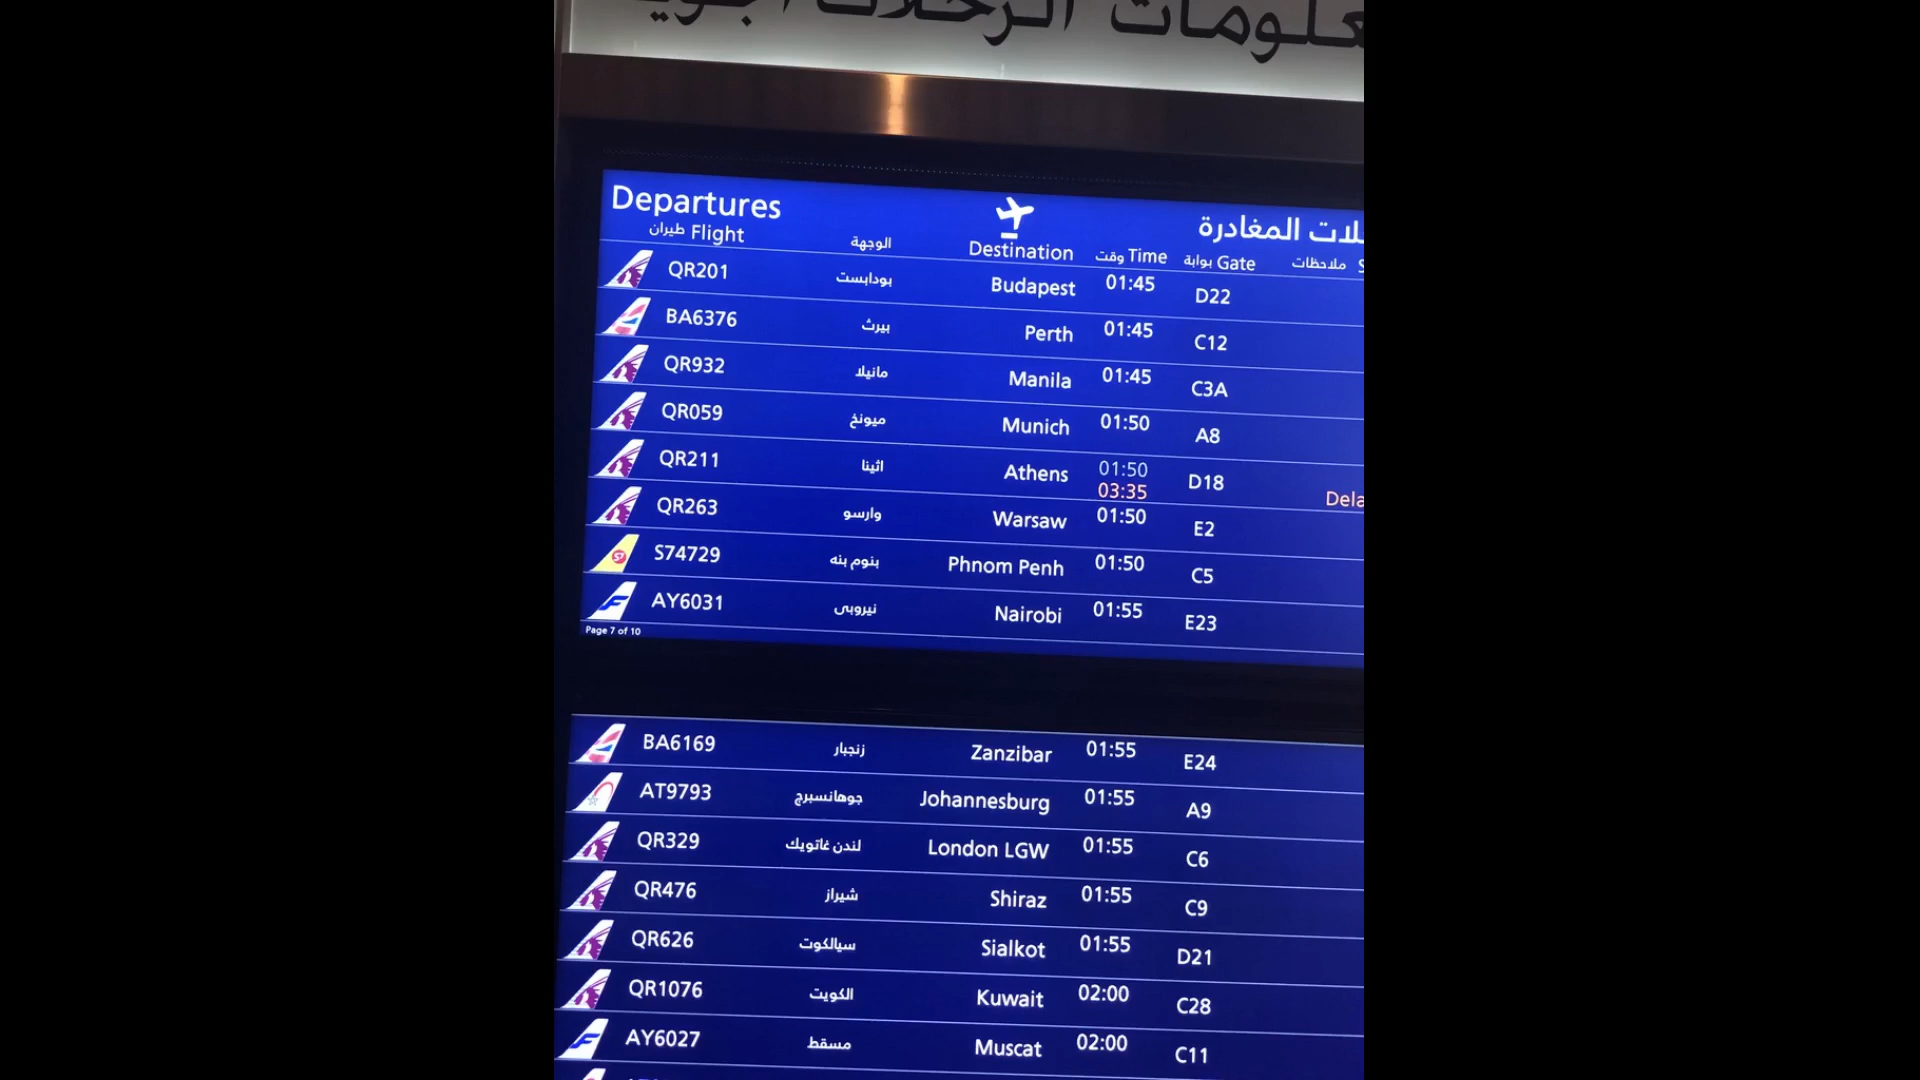 معلومات الرحلات
Departures
طيران Flight الوجهة Destination وقت Time بوابة Gate ملاحظات
المغادرة
QR201 بودابست Budapest 01:45 D22
BA6376 بيرث Perth 01:45 C12
QR932 مانيلا Manila 01:45 C3A
QR059 ميونخ Munich 01:50 A8
QR211 اثينا Athens 01:50 D18
03:35 Dela
QR263 وارسو Warsaw 01:50 E2
S74729 بنوم بنه Phnom Penh 01:50 C5
AY6031 نيروبى Nairobi 01:55 E23
Page 7 of 10
BA6169 زنجبار Zanzibar 01:55 E24
AT9793 جوهانسبرج Johannesburg 01:55 A9
QR329 لندن غاتويك London LGW 01:55 C6
QR476 شيراز Shiraz 01:55 C9
QR626 سيالكوت Sialkot 01:55 D21
QR1076 الكويت Kuwait 02:00 C28
AY6027 مسقط Muscat 02:00 C11